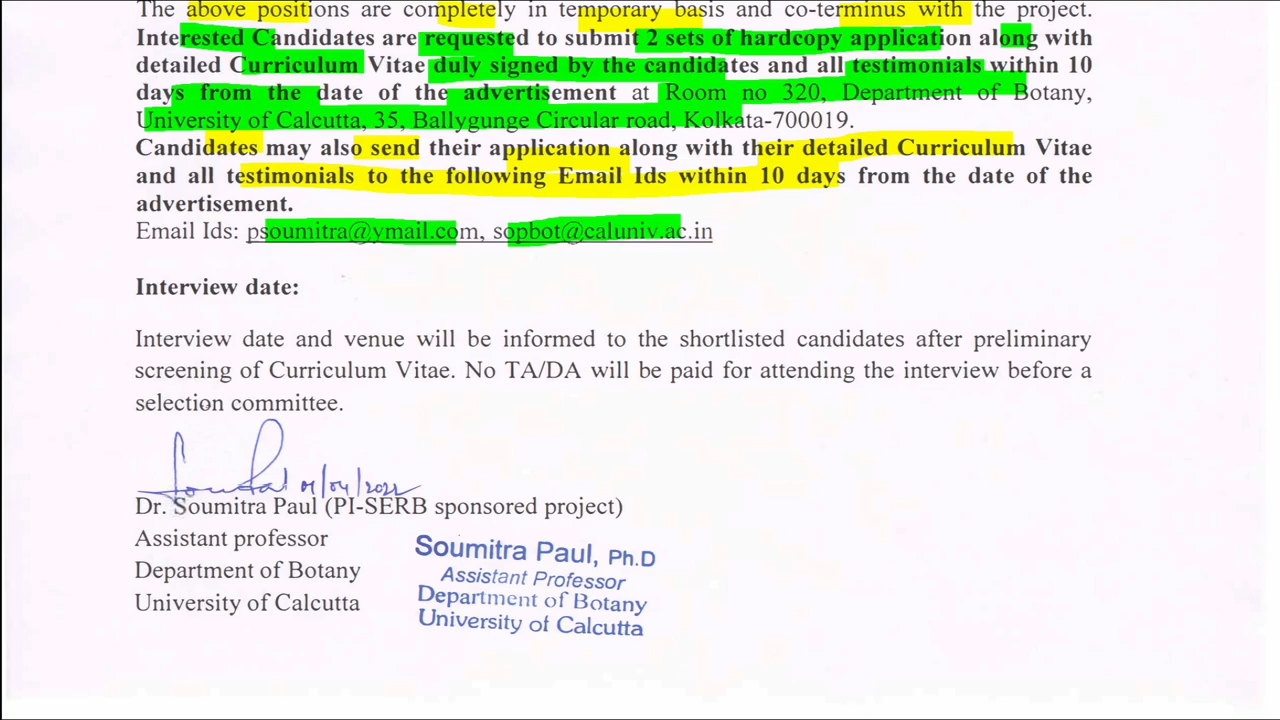 The above positions are completely in temporary basis and co-terminus with the project.
Interested Candidates are requested to submit 2 sets of hardcopy application along with
detailed Curriculum Vitae duly signed by the candidates and all testimonials within 10
days from the date of the advertisement at Room no 320, Department of Botany,
University of Calcutta, 35, Ballygunge Circular road, Kolkata-700019.
Candidates may also send their application along with their detailed Curriculum Vitae
and all testimonials to the following Email Ids within 10 days from the date of the
advertisement.
Email Ids: psoumitra@ymail.com, sopbot@caluniv.ac.in
Interview date:
Interview date and venue will be informed to the shortlisted candidates after preliminary
screening of Curriculum Vitae. No TA/DA will be paid for attending the interview before a
selection committee.
Dr. Soumitra Paul (PI-SERB sponsored project)
Assistant professor
Department of Botany
University of Calcutta
Soumitra Paul, Ph.D
Assistant Professor
Department of Botany
University of Calcutta